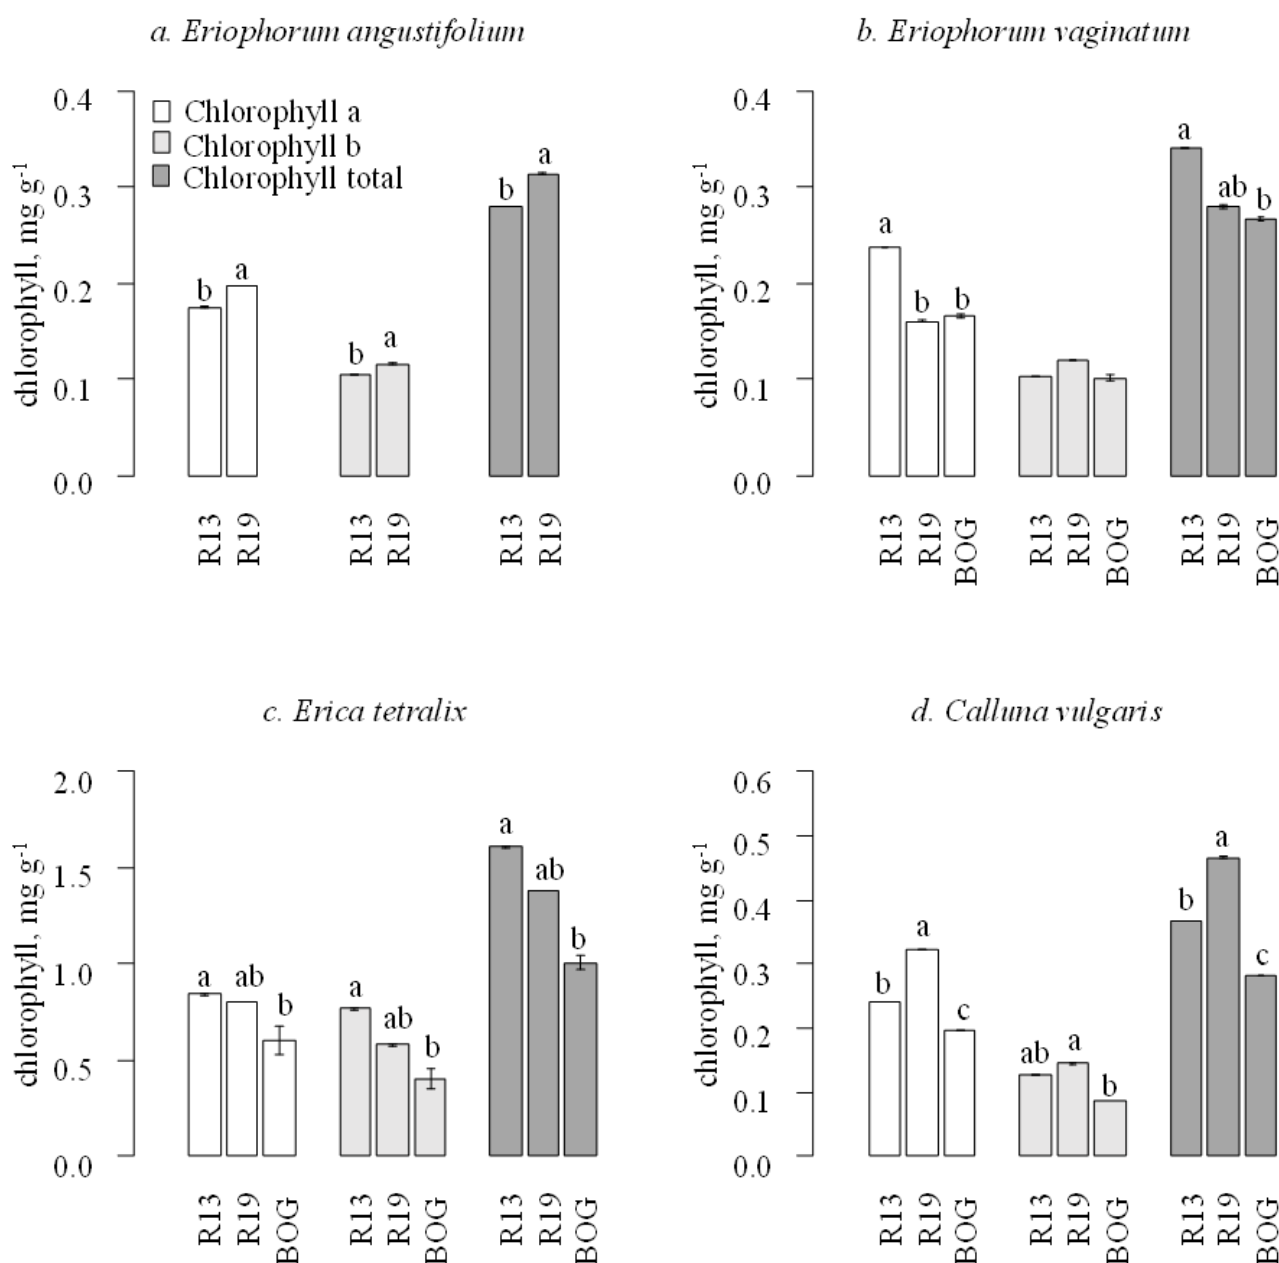 a. Eriophorum angustifolium
0.4
0.3
0.2
0.1
0.0
chlorophyll, mg g⁻¹
Chlorophyll a
Chlorophyll b
Chlorophyll total
b a
b a
b a
R13 R19
R13 R19
R13 R19
b. Eriophorum vaginatum
0.4
0.3
0.2
0.1
0.0
chlorophyll, mg g⁻¹
a b b
a ab b
R13 R19 BOG
R13 R19 BOG
R13 R19 BOG
c. Erica tetralix
2.0
1.5
1.0
0.5
0.0
chlorophyll, mg g⁻¹
a ab b
a ab b
a ab b
R13 R19 BOG
R13 R19 BOG
R13 R19 BOG
d. Calluna vulgaris
0.6
0.5
0.4
0.3
0.2
0.1
0.0
chlorophyll, mg g⁻¹
b a c
ab a b
b a c
R13 R19 BOG
R13 R19 BOG
R13 R19 BOG